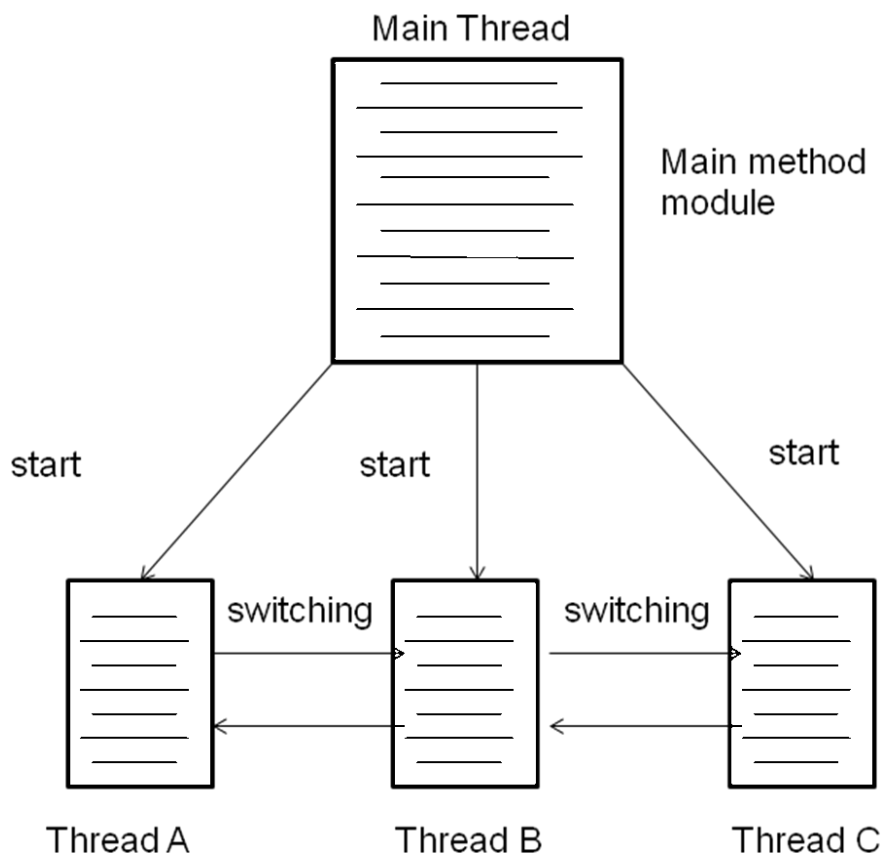 Main Thread
Main method
module
start
start
start
switching
switching
Thread A
Thread B
Thread C